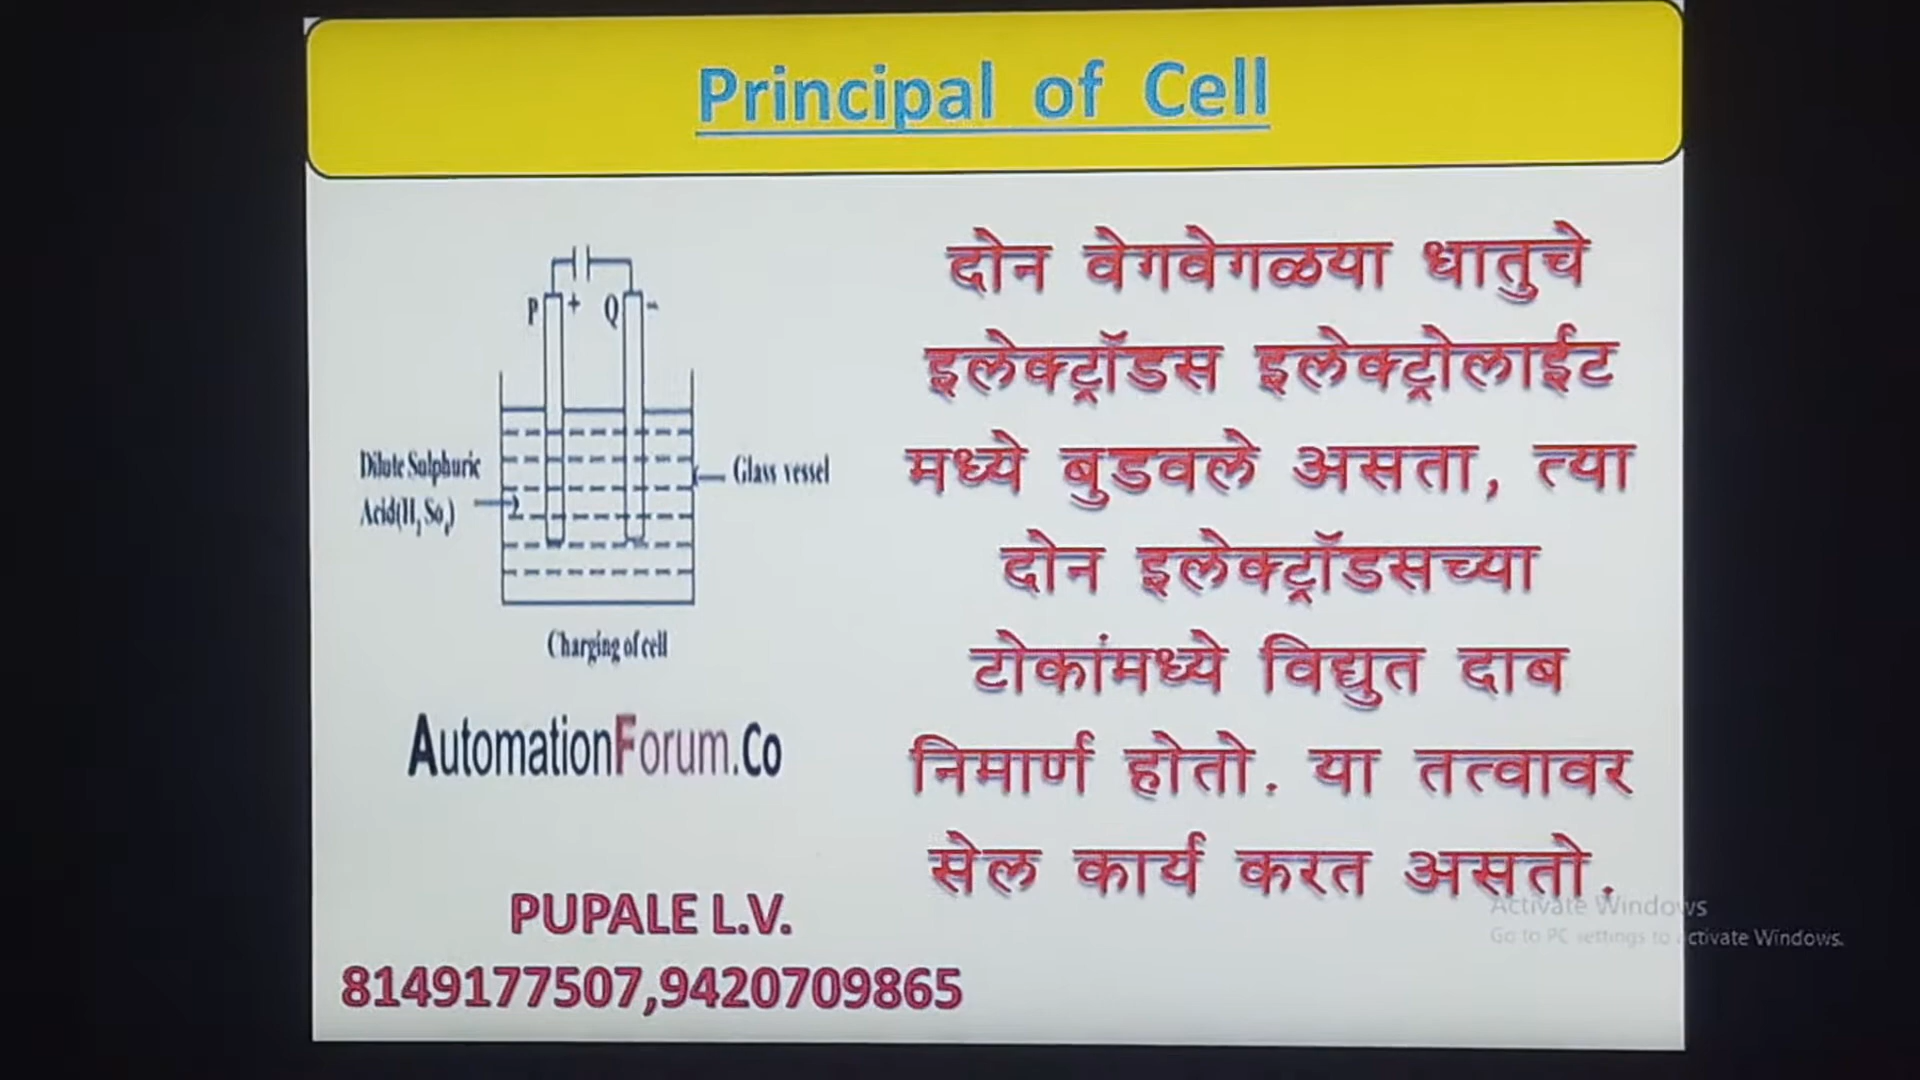 Principal of Cell
P + Q -
Dilute Sulphuric
Acid(H2So4)
Glass vessel
Charging of cell
AutomationForum.Co
दोन वेगवेगळया धातुचे
इलेक्ट्रॉडस इलेक्ट्रोलाईट
मध्ये बुडवले असता, त्या
दोन इलेक्ट्रॉडसच्या
टोकांमध्ये विद्युत दाब
निमार्ण होतो. या तत्वावर
सेल कार्य करत असतो.
PUPALE L.V.
8149177507,9420709865
Activate Windows
Go to PC settings to activate Windows.